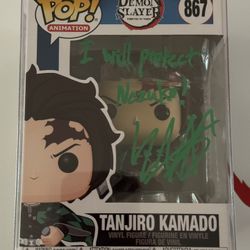 POP!
ANIMATION
DEMON
SLAYER
867
I will protect
Nezuko!
TANJIRO KAMADO
VINYL FIGURE / FIGURINE EN VINYLE
FIGURA DE VINIL